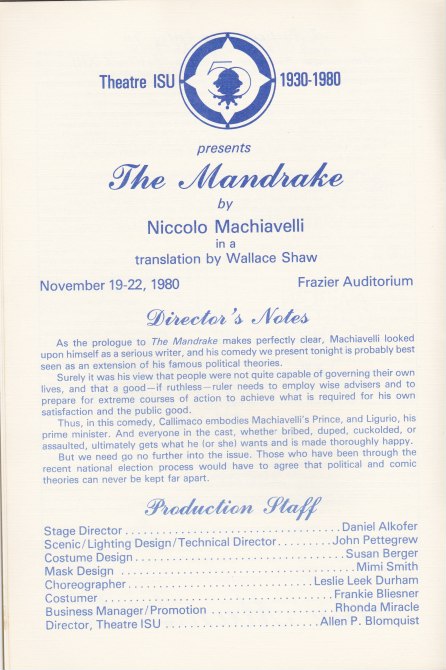 Theatre ISU 50 1930-1980
presents
The Mandrake
by
Niccolo Machiavelli
in a
translation by Wallace Shaw
November 19-22, 1980 Frazier Auditorium
Director's Notes
As the prologue to The Mandrake makes perfectly clear, Machiavelli looked
upon himself as a serious writer, and his comedy we present tonight is probably best
seen as an extension of his famous political theories.
Surely it was his view that people were not quite capable of governing their own
lives, and that a good—if ruthless—ruler needs to employ wise advisers and to
prepare for extreme courses of action to achieve what is required for his own
satisfaction and the public good.
Thus, in this comedy, Callimaco embodies Machiavelli's Prince, and Ligurio, his
prime minister. And everyone in the cast, whether bribed, duped, cuckolded, or
assaulted, ultimately gets what he (or she) wants and is made thoroughly happy.
But we need go no further into the issue. Those who have been through the
recent national election process would have to agree that political and comic
theories can never be kept far apart.
Production Staff
Stage Director . . . . . . . . . . . . . . . . . . . . . . . . . . . . . . Daniel Alkofer
Scenic/Lighting Design/Technical Director . . . . . . . . . John Pettegrew
Costume Design . . . . . . . . . . . . . . . . . . . . . . . . . . . . . Susan Berger
Mask Design . . . . . . . . . . . . . . . . . . . . . . . . . . . . . . . . Mimi Smith
Choreographer . . . . . . . . . . . . . . . . . . . . . . . . . . Leslie Leek Durham
Costumer . . . . . . . . . . . . . . . . . . . . . . . . . . . . . . . . Frankie Bliesner
Business Manager/Promotion . . . . . . . . . . . . . . . . . Rhonda Miracle
Director, Theatre ISU . . . . . . . . . . . . . . . . . . . . . . Allen P. Blomquist